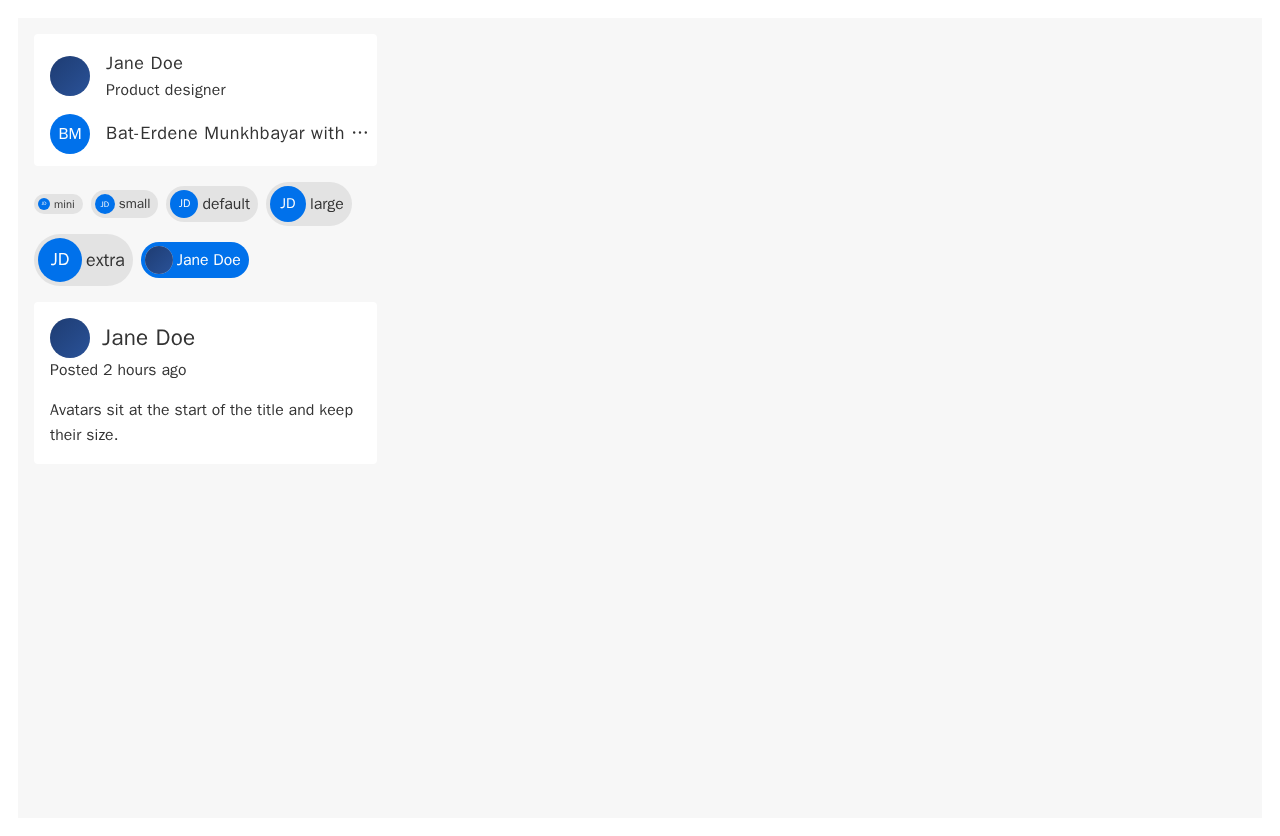 Jane Doe
Product designer
BM Bat-Erdene Munkhbayar with ···
JD mini JD small JD default JD large
JD extra Jane Doe
Jane Doe
Posted 2 hours ago
Avatars sit at the start of the title and keep
their size.